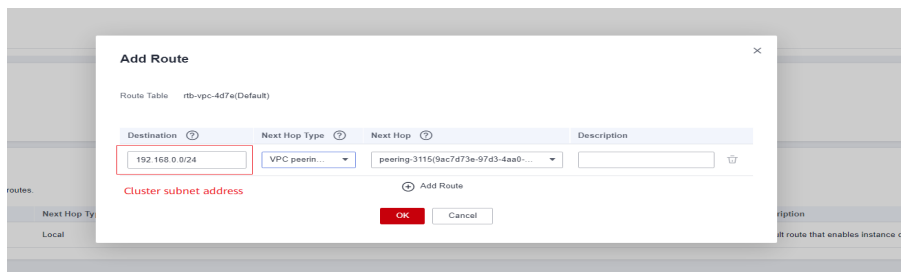 Add Route
Route Table rtb-vpc-4d7e(Default)
Destination ? Next Hop Type ? Next Hop ? Description
192.168.0.0/24 VPC peerin... peering-3115(9ac7d73e-97d3-4aa0-...
Cluster subnet address
Add Route
routes.
OK Cancel
Next Hop Ty
ription
Local
ult route that enables instance c